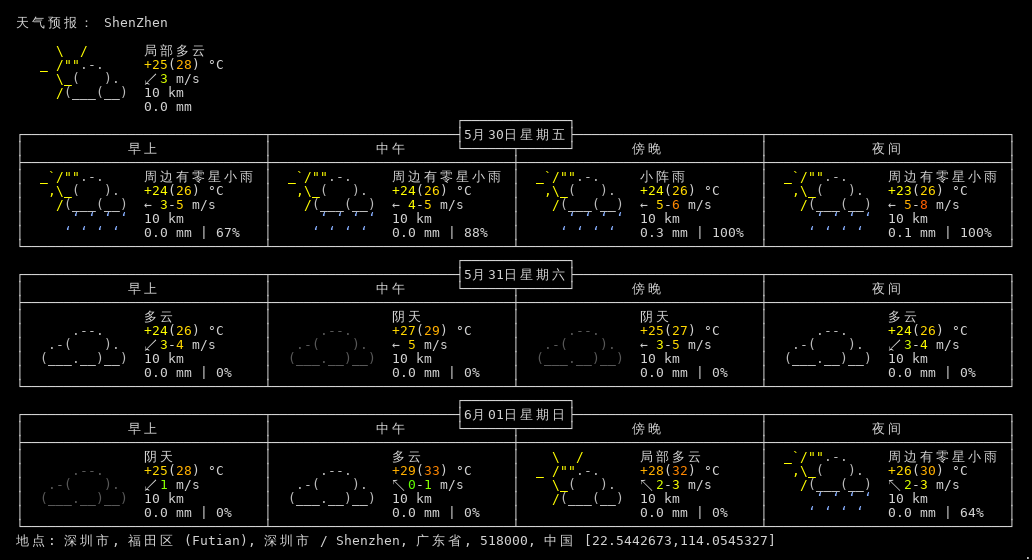 天气预报： ShenZhen
局部多云
+25(28) °C
↙ 3 m/s
10 km
0.0 mm
5月30日星期五
早上 中午 傍晚 夜间
周边有零星小雨 周边有零星小雨 小阵雨 周边有零星小雨
+24(26) °C +24(26) °C +24(26) °C +23(26) °C
← 3-5 m/s ← 4-5 m/s ← 5-6 m/s ← 5-8 m/s
10 km 10 km 10 km 10 km
0.0 mm | 67% 0.0 mm | 88% 0.3 mm | 100% 0.1 mm | 100%
5月31日星期六
早上 中午 傍晚 夜间
多云 阴天 阴天 多云
+24(26) °C +27(29) °C +25(27) °C +24(26) °C
↙ 3-4 m/s ← 5 m/s ← 3-5 m/s ↙ 3-4 m/s
10 km 10 km 10 km 10 km
0.0 mm | 0% 0.0 mm | 0% 0.0 mm | 0% 0.0 mm | 0%
6月01日星期日
早上 中午 傍晚 夜间
阴天 多云 局部多云 周边有零星小雨
+25(28) °C +29(33) °C +28(32) °C +26(30) °C
↙ 1 m/s ↖ 0-1 m/s ↖ 2-3 m/s ↖ 2-3 m/s
10 km 10 km 10 km 10 km
0.0 mm | 0% 0.0 mm | 0% 0.0 mm | 0% 0.0 mm | 64%
地点: 深圳市, 福田区 (Futian), 深圳市 / Shenzhen, 广东省, 518000, 中国 [22.5442673,114.0545327]